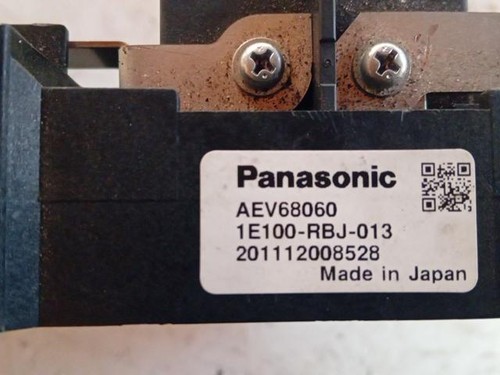 Panasonic
AEV68060
1E100-RBJ-013
201112008528
Made in Japan